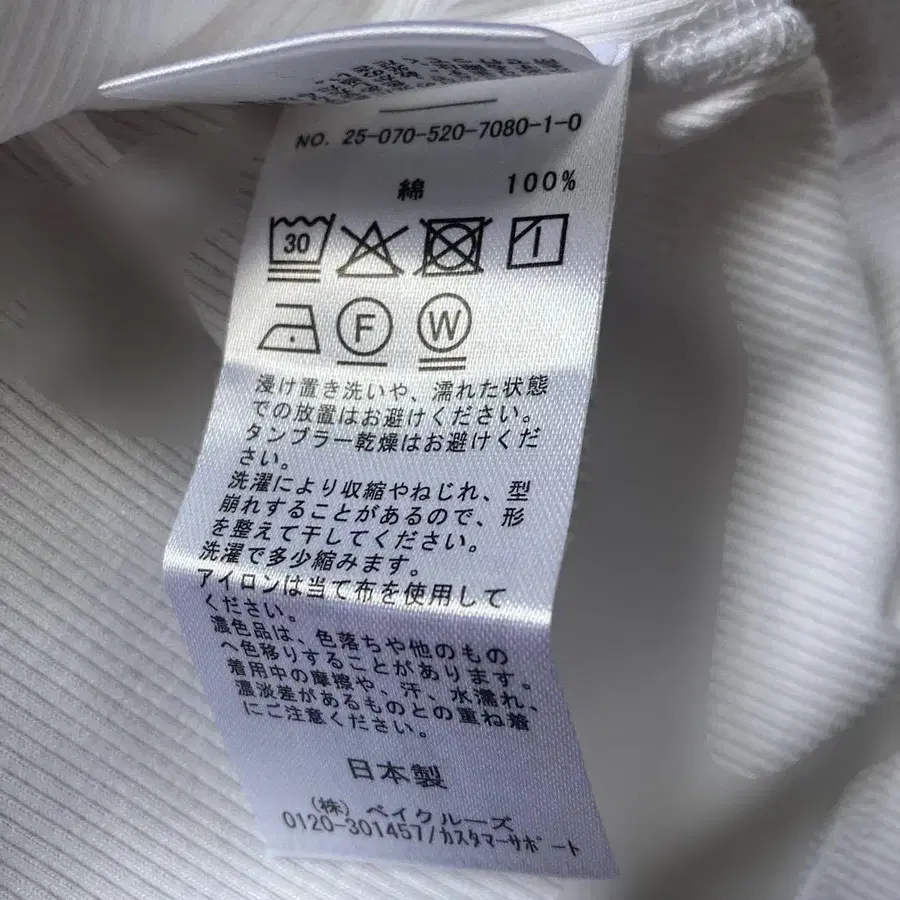 NO. 25-070-520-7080-1-0
綿 100%
30
F W
浸け置き洗いや、濡れた状態
での放置はお避けください。
タンブラー乾燥はお避けくだ
さい。
洗濯により収縮やねじれ、型
崩れすることがあるので、形
を整えて干してください。
洗濯で多少縮みます。
アイロンは当て布を使用して
ください。
濃色品は、色落ちや他のもの
へ色移りすることがあります。
着用中の摩擦や、汗、水濡れ、
濃淡差があるものとの重ね着
にご注意ください。
日本製
(株) ベイクルーズ
0120-301457/カスタマーサポート